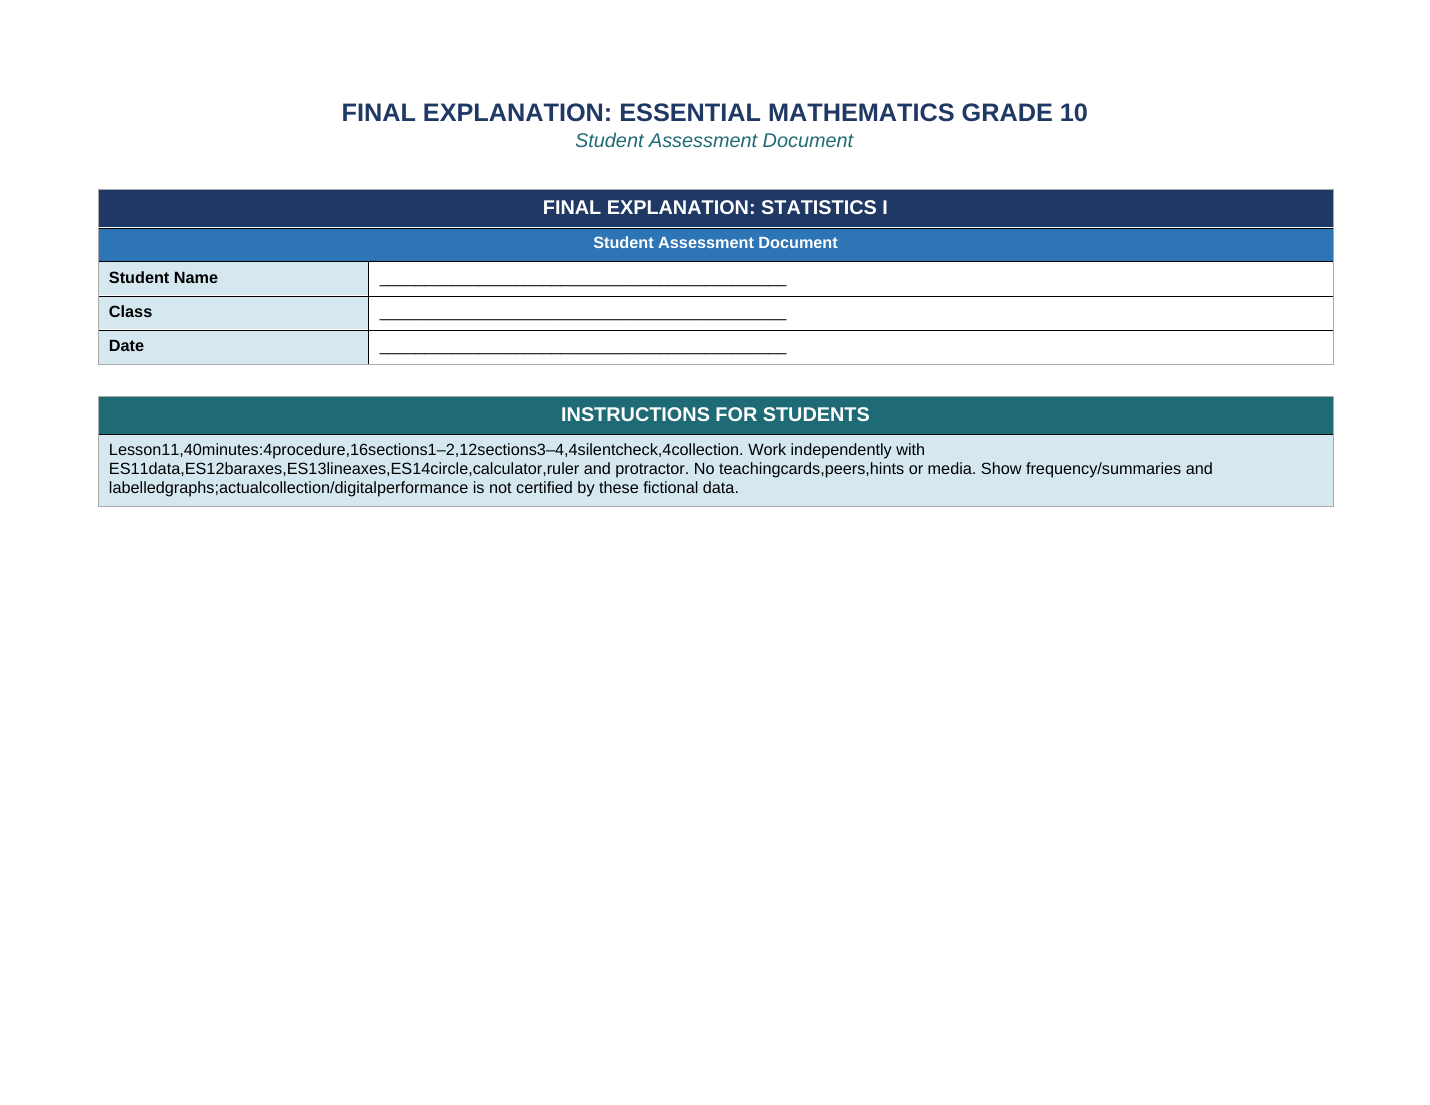 FINAL EXPLANATION: ESSENTIAL MATHEMATICS GRADE 10
Student Assessment Document
FINAL EXPLANATION: STATISTICS I
Student Assessment Document
Student Name _____________________________________________
Class _____________________________________________
Date _____________________________________________
INSTRUCTIONS FOR STUDENTS
Lesson11,40minutes:4procedure,16sections1–2,12sections3–4,4silentcheck,4collection. Work independently with
ES11data,ES12baraxes,ES13lineaxes,ES14circle,calculator,ruler and protractor. No teachingcards,peers,hints or media. Show frequency/summaries and
labelledgraphs;actualcollection/digitalperformance is not certified by these fictional data.